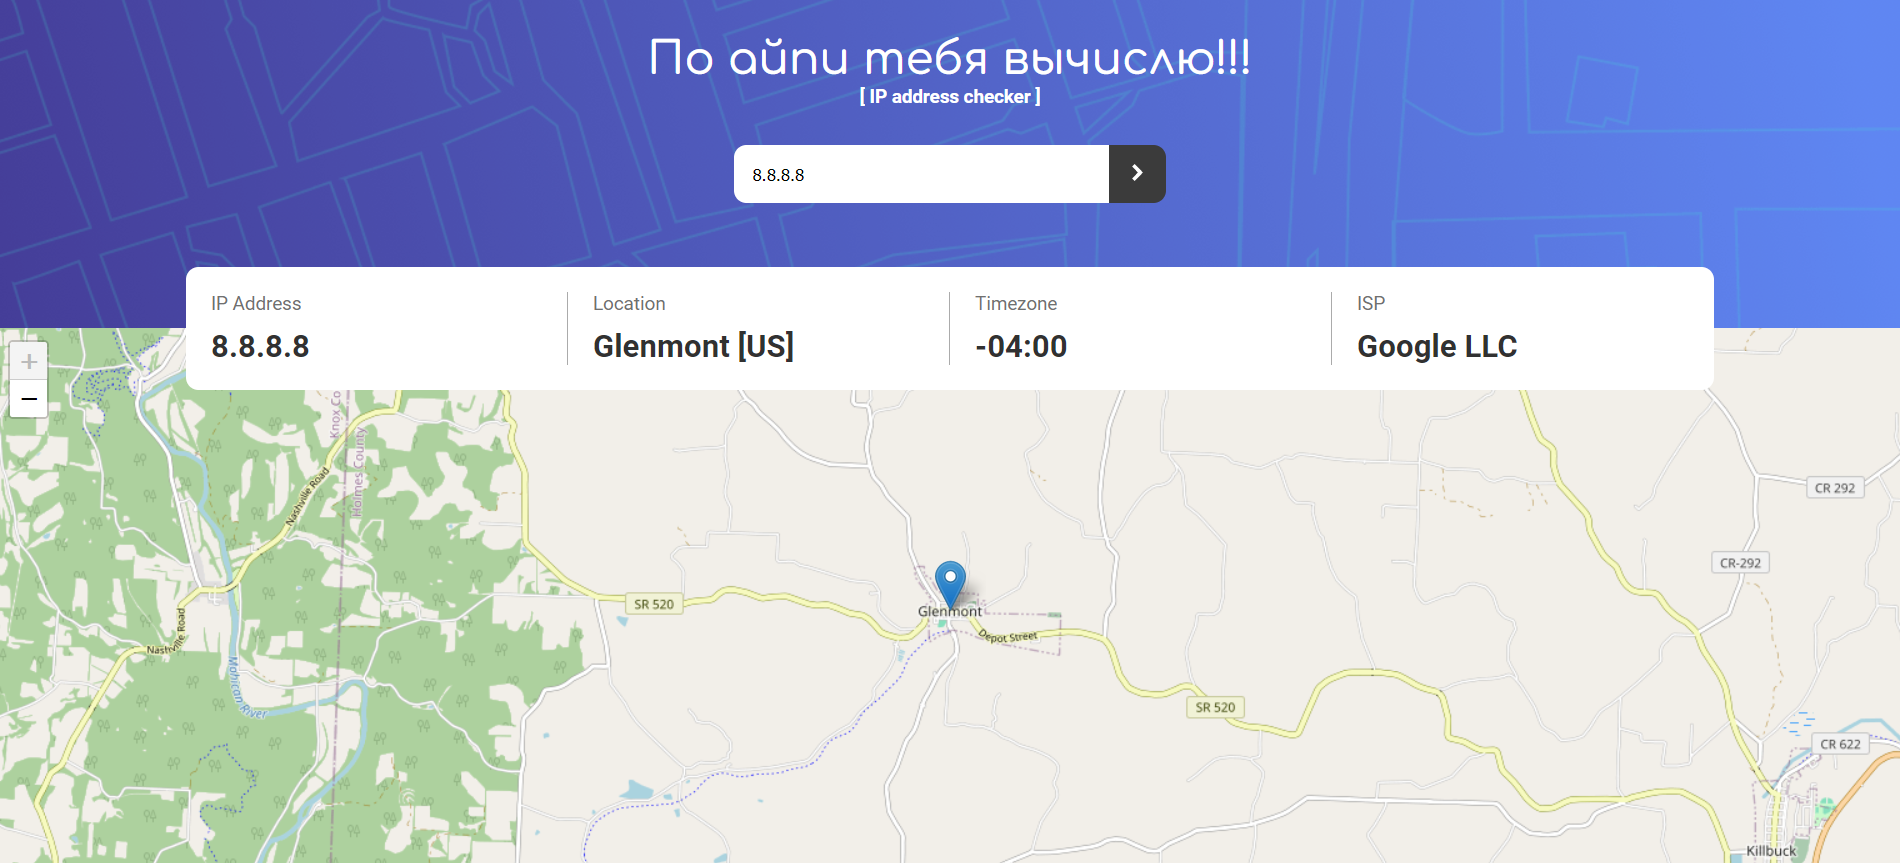 По айпи тебя вычислю!!!
[ IP address checker ]
8.8.8.8
IP Address
8.8.8.8
Location
Glenmont [US]
Timezone
-04:00
ISP
Google LLC
+
−
Knox Co
Holmes County
Nashville Road
CR 292
CR-292
SR 520
Glenmont
Depot Street
Nashville Road
Mohican River
SR 520
CR 622
Killbuck